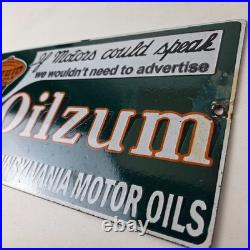 If Motors could speak
we wouldn't need to advertise
Oilzum
MOTOR OILS